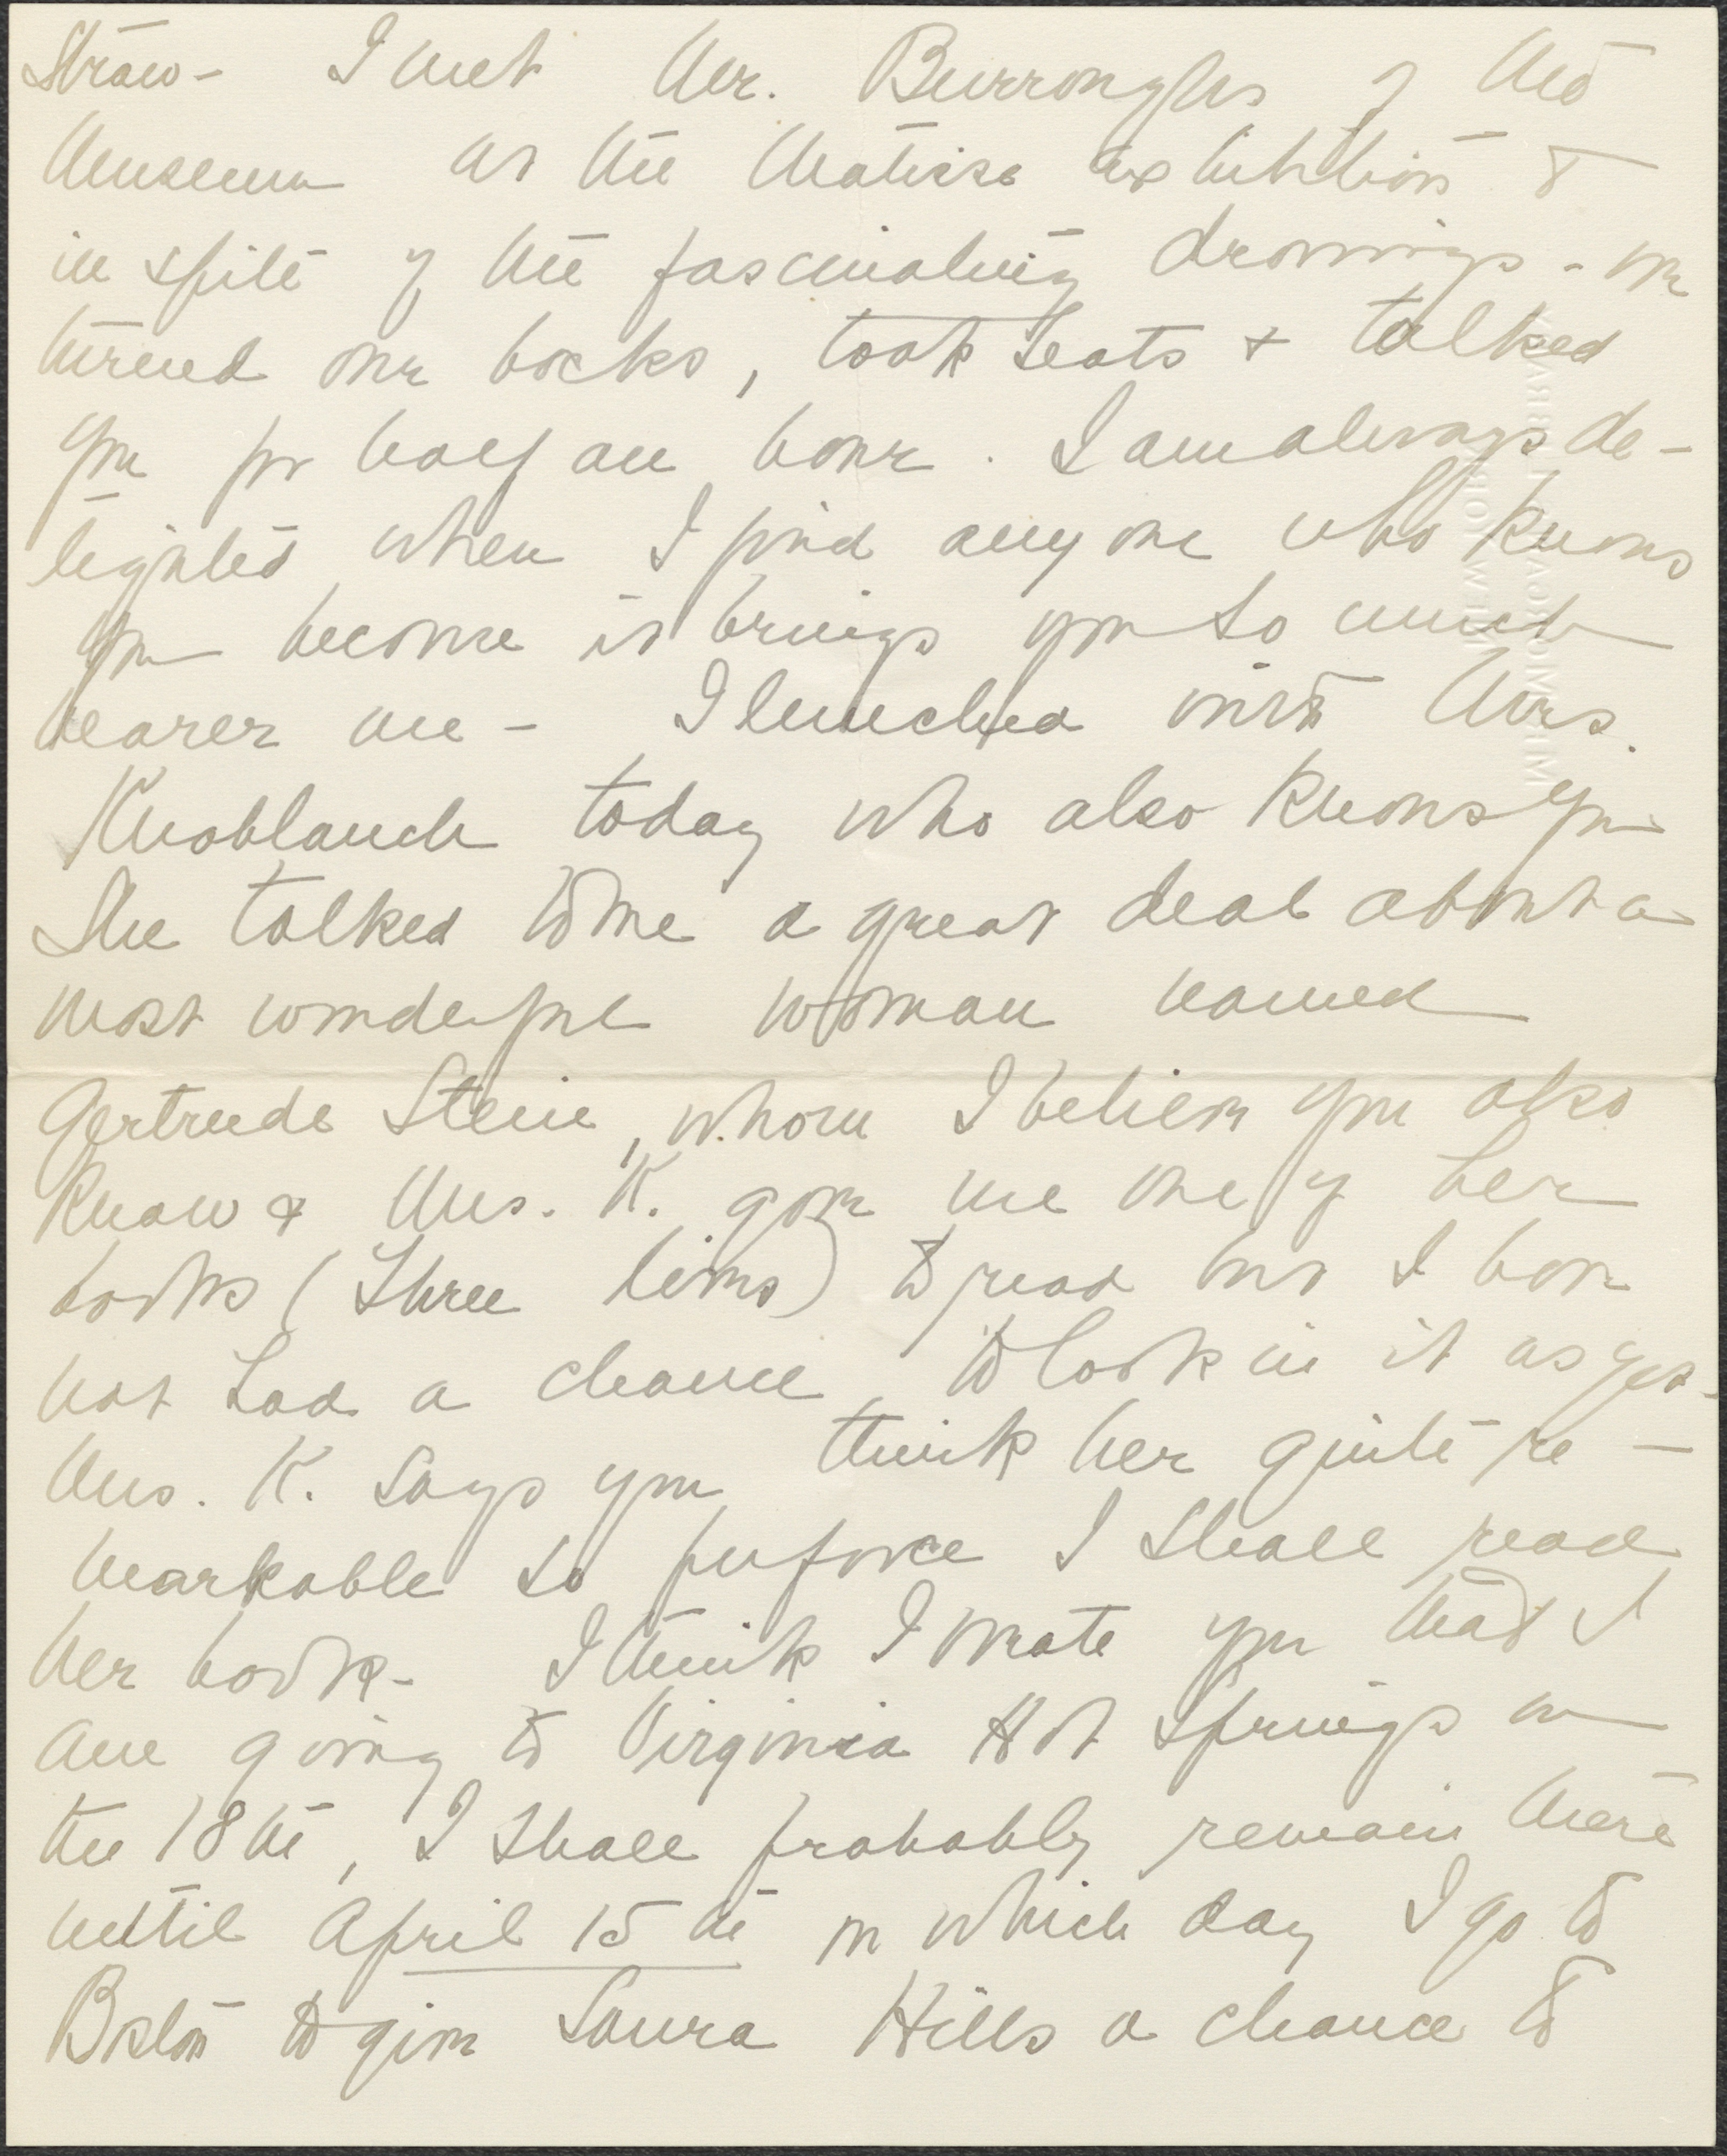 Straw - I met Mr. Burroughs of the
Museum at the Matisse exhibition &
in spite of the fascinating drawings - we
turned our backs, took seats & talked
you for half an hour. I am always de-
lighted when I find any one who knows
you because it brings you so much
nearer me - I lunched with Mrs.
Knoblauch today who also knows you
She talked to me a great deal about a
most wonderful woman named
Gertrude Stein, whom I believe you also
Know & Mrs. K. gave me one of her
books (Three lives) to read but I have
not had a chance to look in it as yet -
Mrs. K. says you think her quite re -
markable so perforce I shall read
her book - I think I wrote you that I
am going to Virginia Hot Springs on
the 18th, I shall probably remain there
until April 15th on which day I go to
Boston to give Laura Hills a chance to